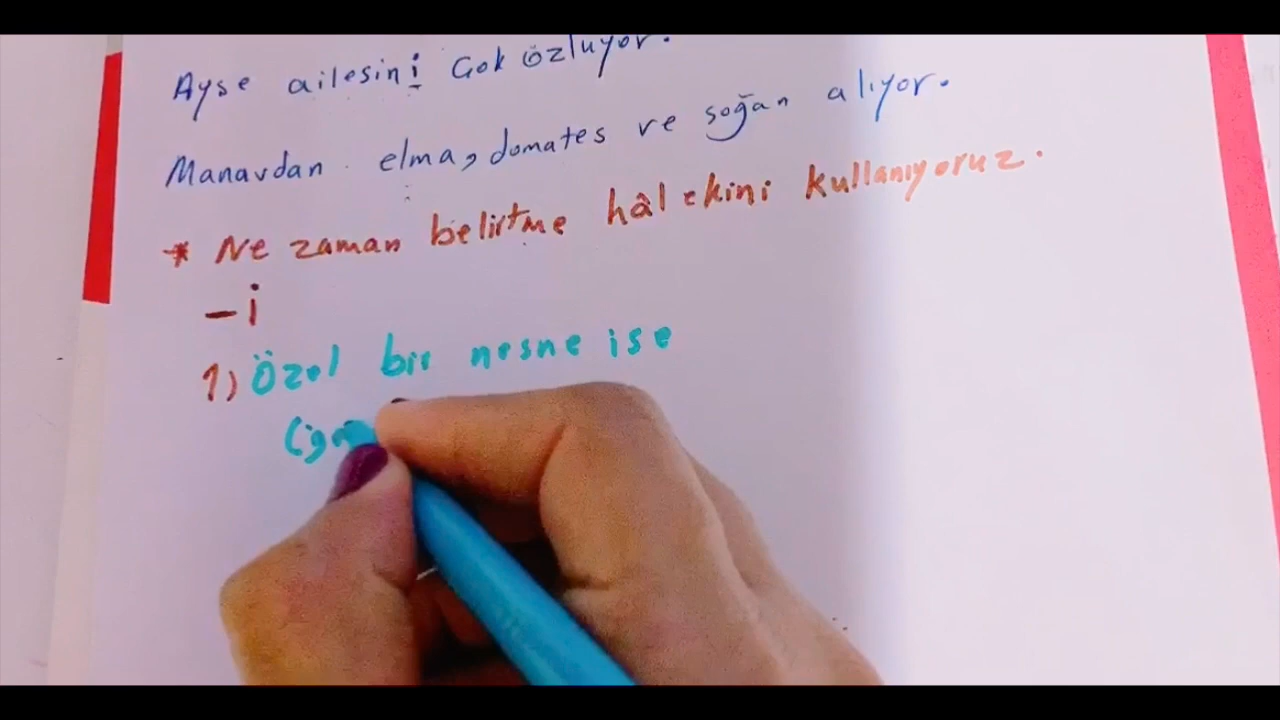 Ayşe ailesini çok özlüyor.
Manavdan elma, domates ve soğan alıyor.
* Ne zaman belirtme hâl ekini kullanıyoruz.
-i
1) Özel bir nesne ise